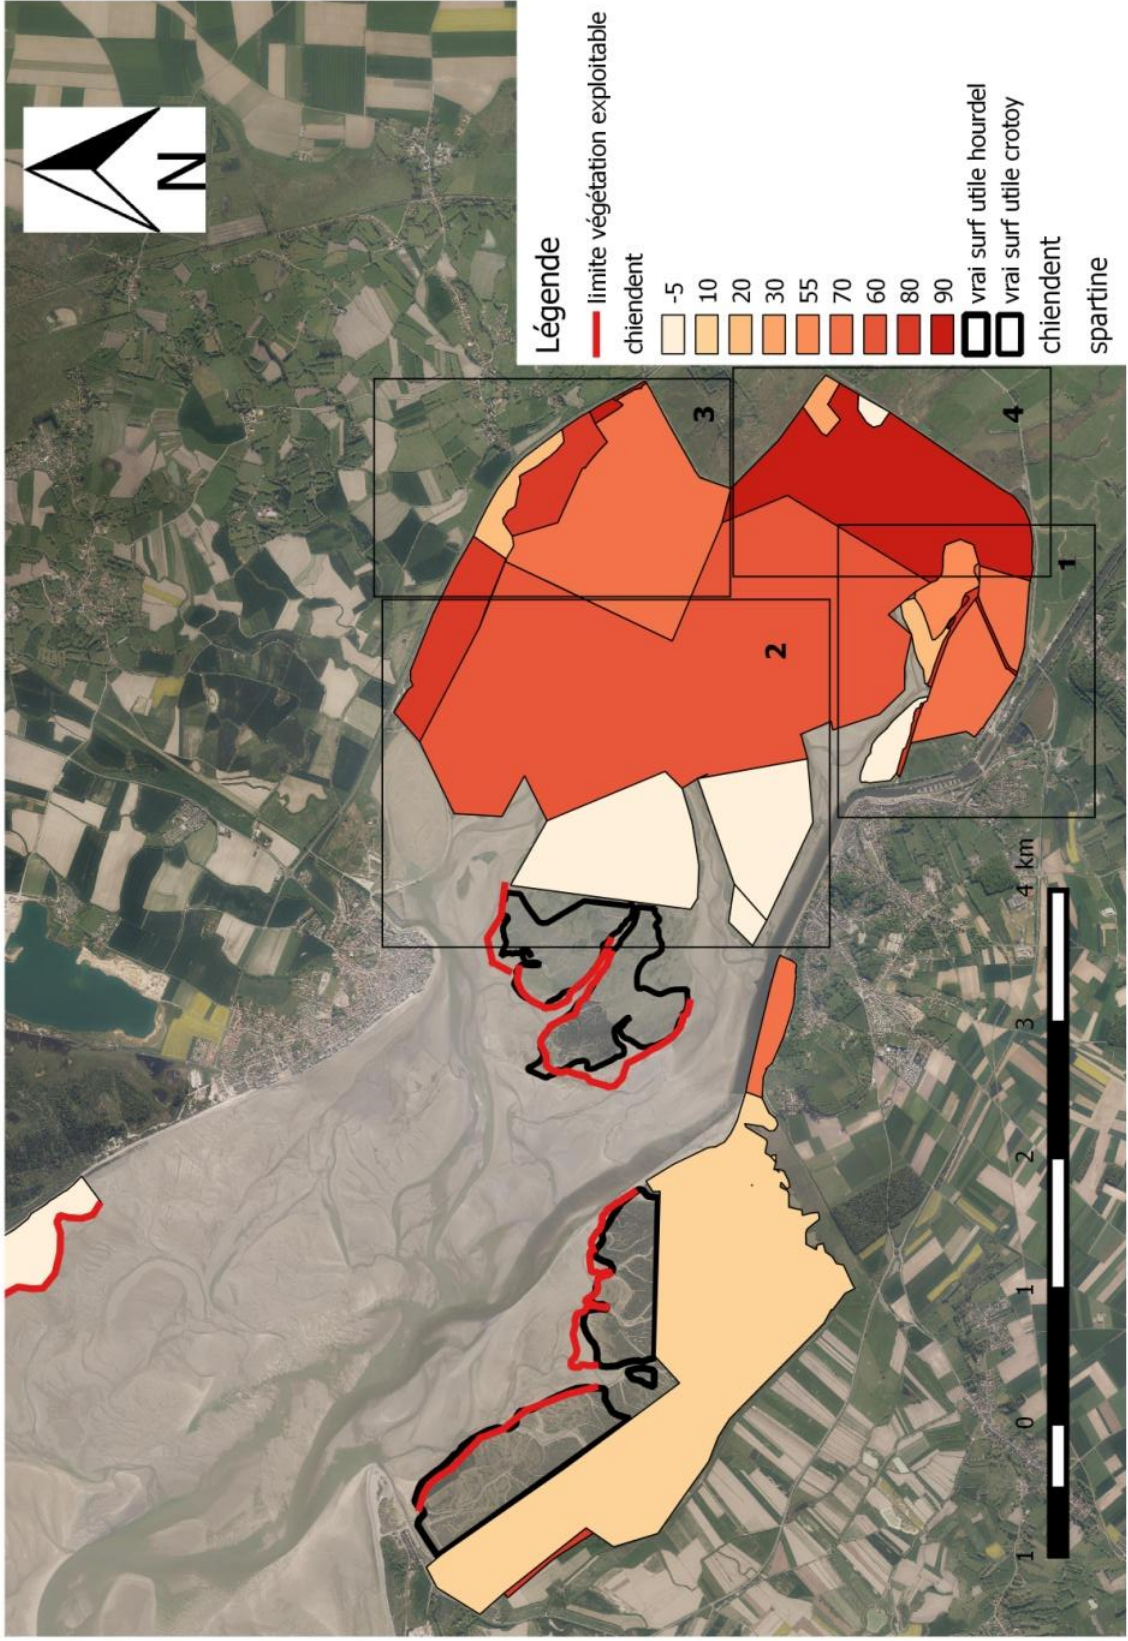 N
Légende
limite végétation exploitable
chiendent
-5
10
20
30
55
70
60
80
90
vrai surf utile hourdel
vrai surf utile crotoy
chiendent
spartine
3
4
2
1
1 0 1 2 3 4 km